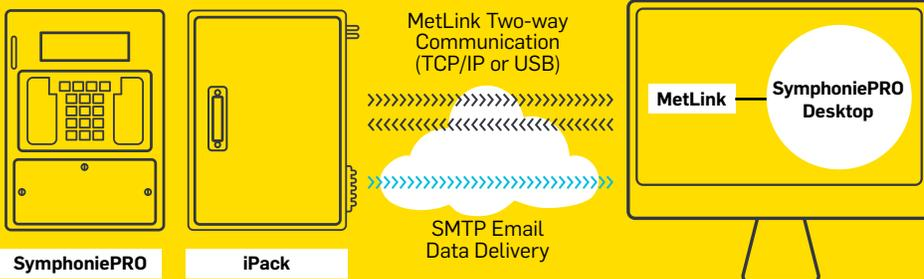 MetLink Two-way
Communication
(TCP/IP or USB)
MetLink
SymphoniePRO
Desktop
SMTP Email
Data Delivery
SymphoniePRO
iPack